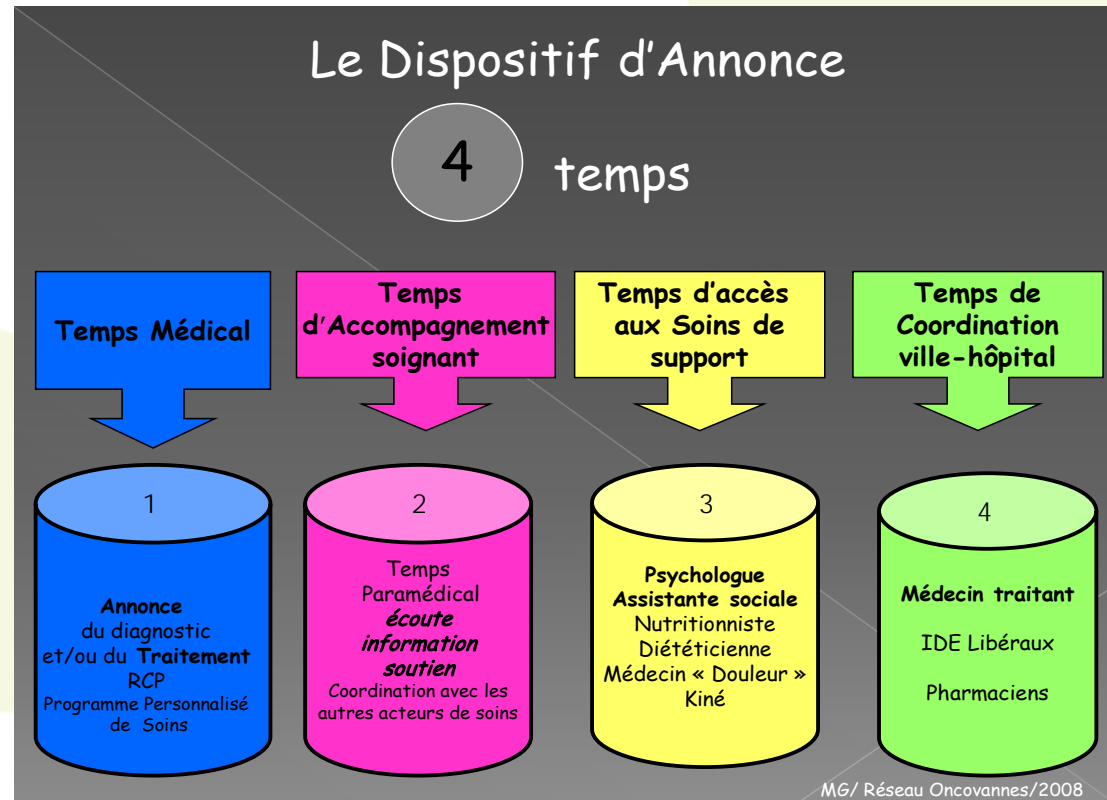 Le Dispositif d'Annonce
4 temps
Temps Médical
Temps
d'Accompagnement
soignant
Temps d'accès
aux Soins de
support
Temps de
Coordination
ville-hôpital
1
Annonce
du diagnostic
et/ou du Traitement
RCP
Programme Personnalisé
de Soins
2
Temps
Paramédical
écoute
information
soutien
Coordination avec les
autres acteurs de soins
3
Psychologue
Assistante sociale
Nutritionniste
Diététicienne
Médecin « Douleur »
Kiné
4
Médecin traitant
IDE Libéraux
Pharmaciens
MG/ Réseau Oncovannes/2008